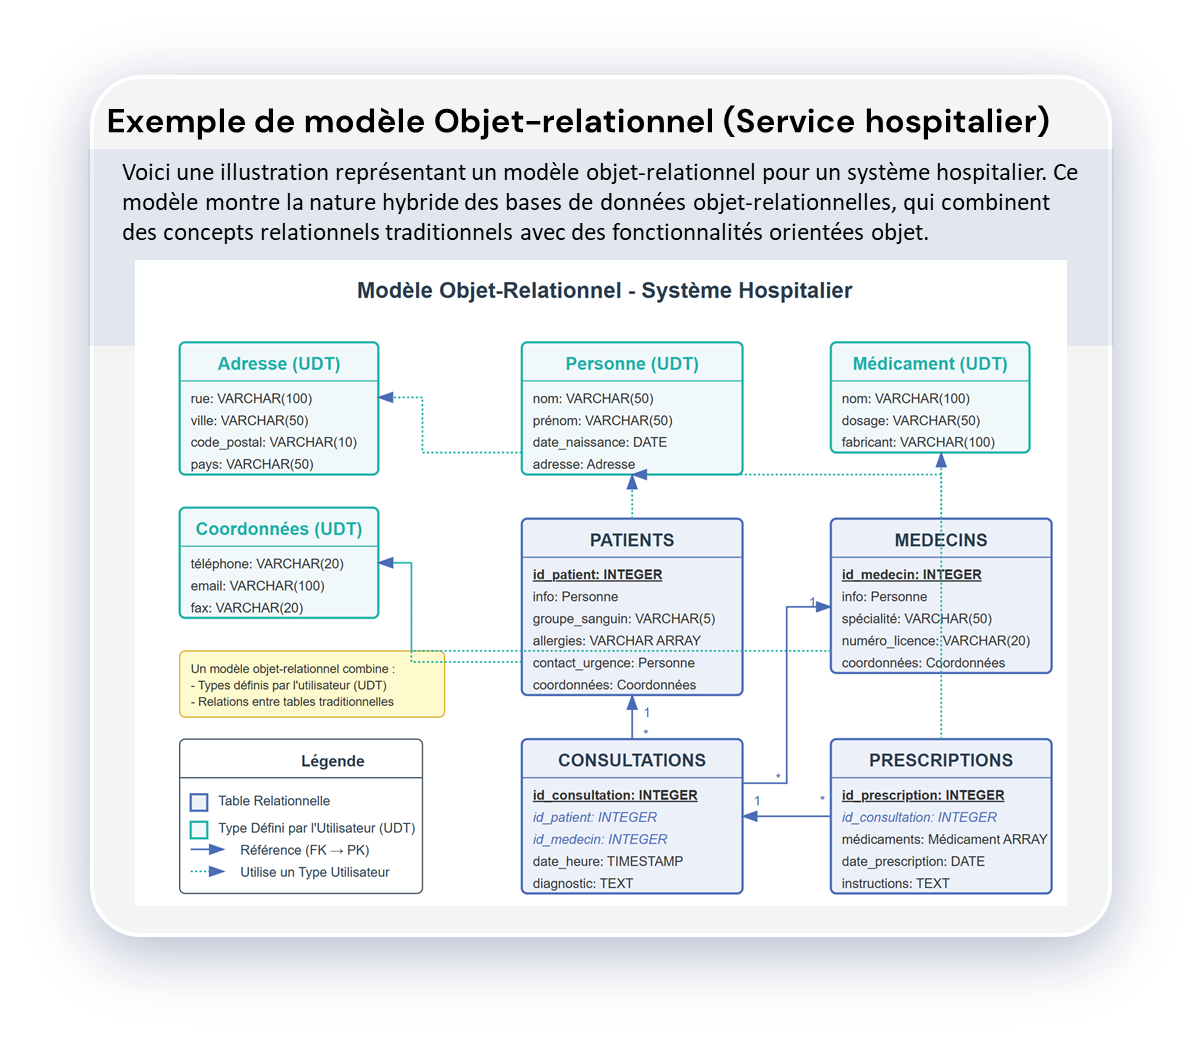 Exemple de modèle Objet-relationnel (Service hospitalier)
Voici une illustration représentant un modèle objet-relationnel pour un système hospitalier. Ce
modèle montre la nature hybride des bases de données objet-relationnelles, qui combinent
des concepts relationnels traditionnels avec des fonctionnalités orientées objet.
Modèle Objet-Relationnel - Système Hospitalier
Adresse (UDT)
rue: VARCHAR(100)
ville: VARCHAR(50)
code_postal: VARCHAR(10)
pays: VARCHAR(50)
Personne (UDT)
nom: VARCHAR(50)
prénom: VARCHAR(50)
date_naissance: DATE
adresse: Adresse
Médicament (UDT)
nom: VARCHAR(100)
dosage: VARCHAR(50)
fabricant: VARCHAR(100)
Coordonnées (UDT)
téléphone: VARCHAR(20)
email: VARCHAR(100)
fax: VARCHAR(20)
PATIENTS
id_patient: INTEGER
info: Personne
groupe_sanguin: VARCHAR(5)
allergies: VARCHAR ARRAY
contact_urgence: Personne
coordonnées: Coordonnées
MEDECINS
id_medecin: INTEGER
info: Personne
spécialité: VARCHAR(50)
numéro_licence: VARCHAR(20)
coordonnées: Coordonnées
1
Un modèle objet-relationnel combine :
- Types définis par l'utilisateur (UDT)
- Relations entre tables traditionnelles
1
*
Légende
Table Relationnelle
Type Défini par l'Utilisateur (UDT)
Référence (FK → PK)
Utilise un Type Utilisateur
CONSULTATIONS
id_consultation: INTEGER
id_patient: INTEGER
id_medecin: INTEGER
date_heure: TIMESTAMP
diagnostic: TEXT
*
1
*
PRESCRIPTIONS
id_prescription: INTEGER
id_consultation: INTEGER
médicaments: Médicament ARRAY
date_prescription: DATE
instructions: TEXT